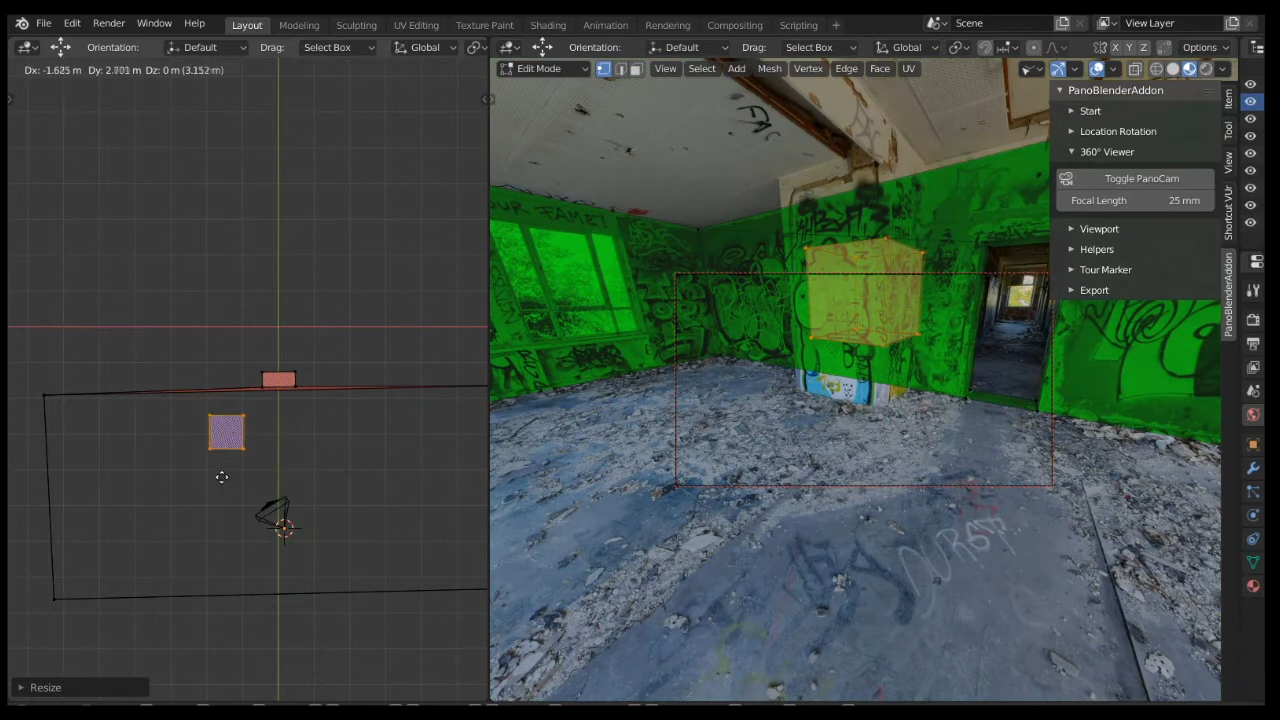 File Edit Render Window Help Layout Modeling Sculpting UV Editing Texture Paint Shading Animation Rendering Compositing Scripting + Scene View Layer
Orientation: Default Drag: Select Box Global Orientation: Default Drag: Select Box Global X Y Z Options
Dx: -1.625 m Dy: 2.701 m Dz: 0 m (3.152 m) Edit Mode View Select Add Mesh Vertex Edge Face UV
PanoBlenderAddon
Start
Location Rotation
360° Viewer
Toggle PanoCam
Focal Length 25 mm
Viewport
Helpers
Tour Marker
Export
Item
Tool
View
Shortcut VUr
PanoBlenderAddon
OUR FAME!
Resize